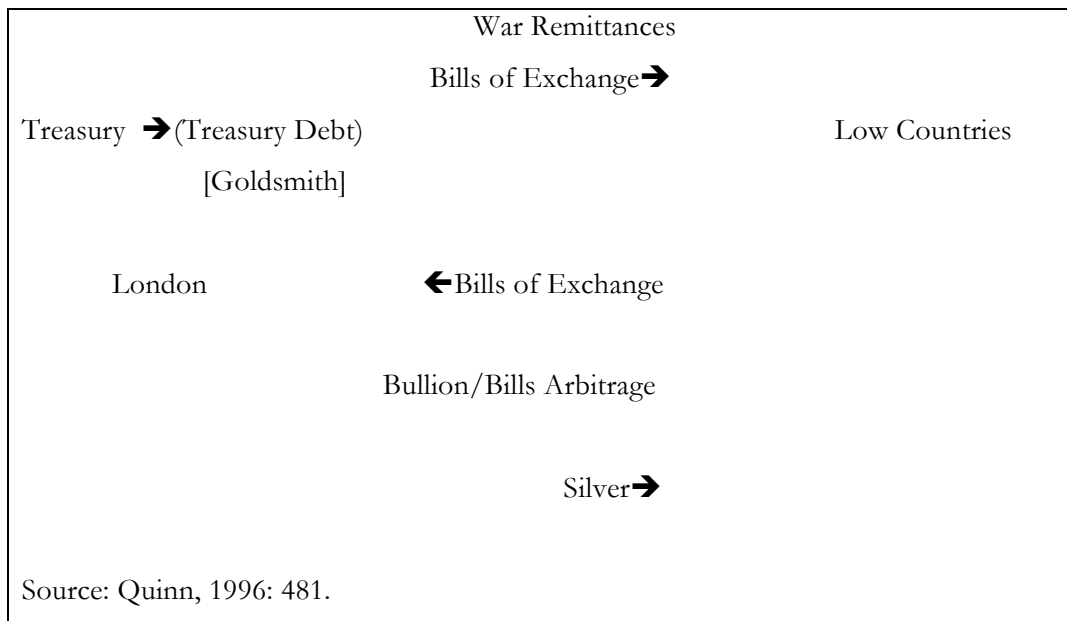 War Remittances
Bills of Exchange➔
Treasury ➔(Treasury Debt) Low Countries
[Goldsmith]
London 🡸Bills of Exchange
Bullion/Bills Arbitrage
Silver➔
Source: Quinn, 1996: 481.